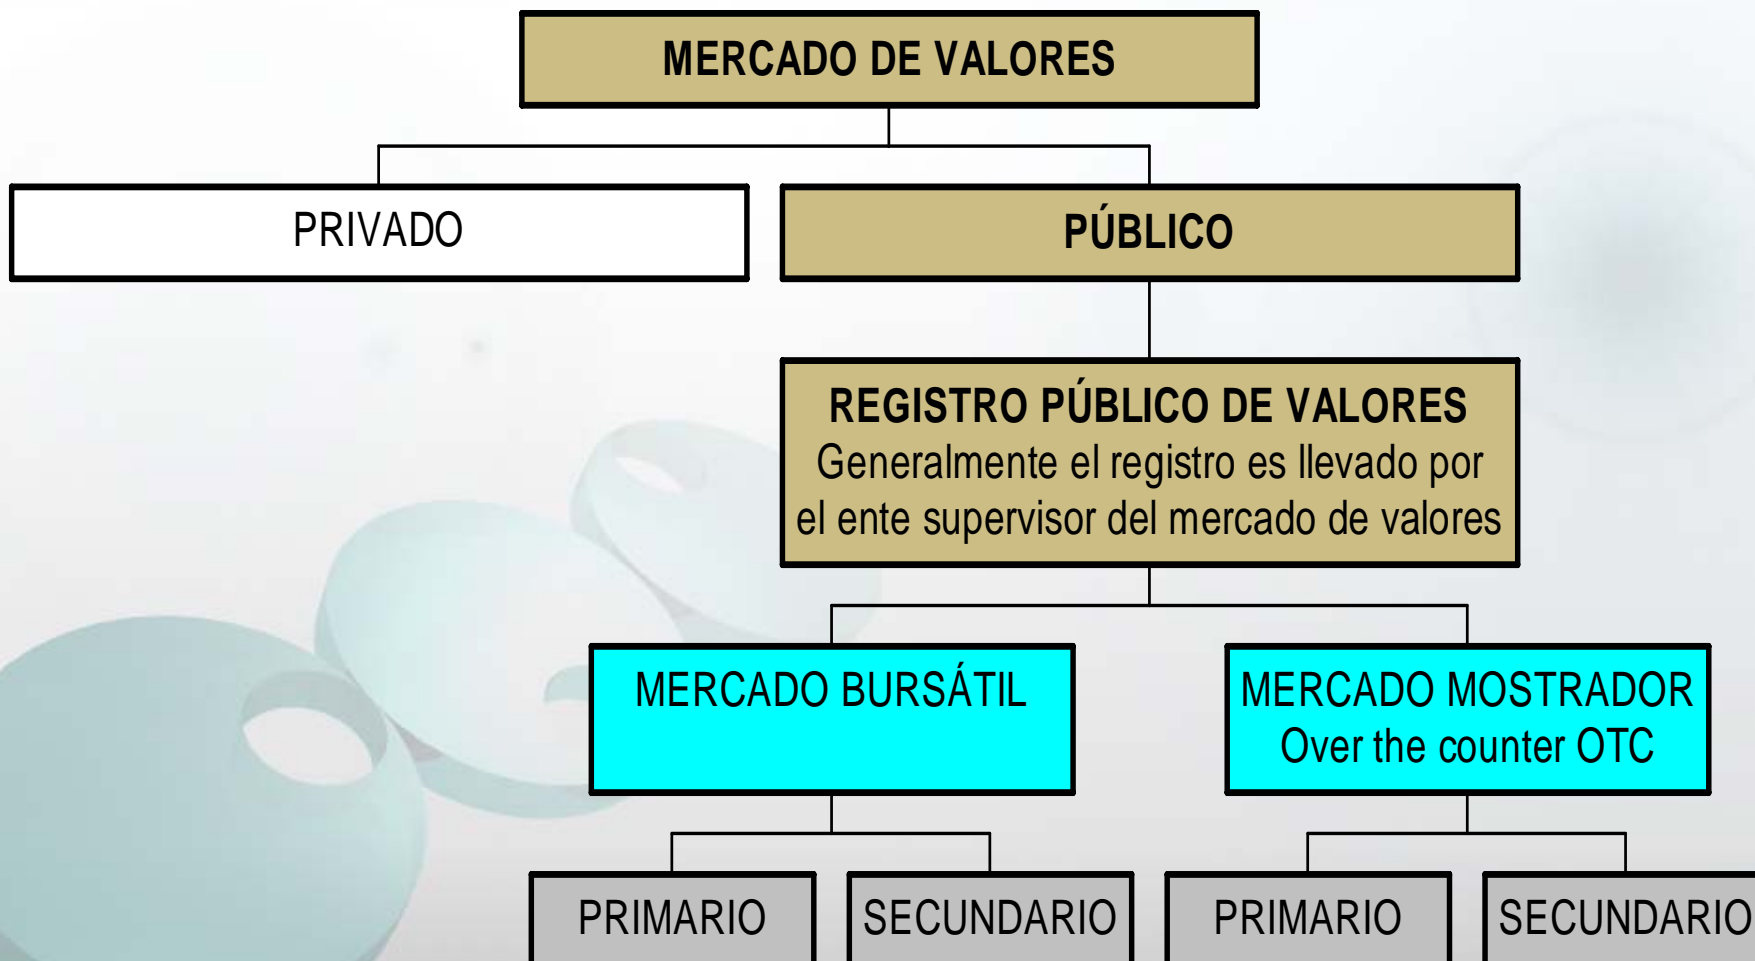 MERCADO DE VALORES
PRIVADO
PÚBLICO
REGISTRO PÚBLICO DE VALORES
Generalmente el registro es llevado por
el ente supervisor del mercado de valores
MERCADO BURSÁTIL
MERCADO MOSTRADOR
Over the counter OTC
PRIMARIO
SECUNDARIO
PRIMARIO
SECUNDARIO